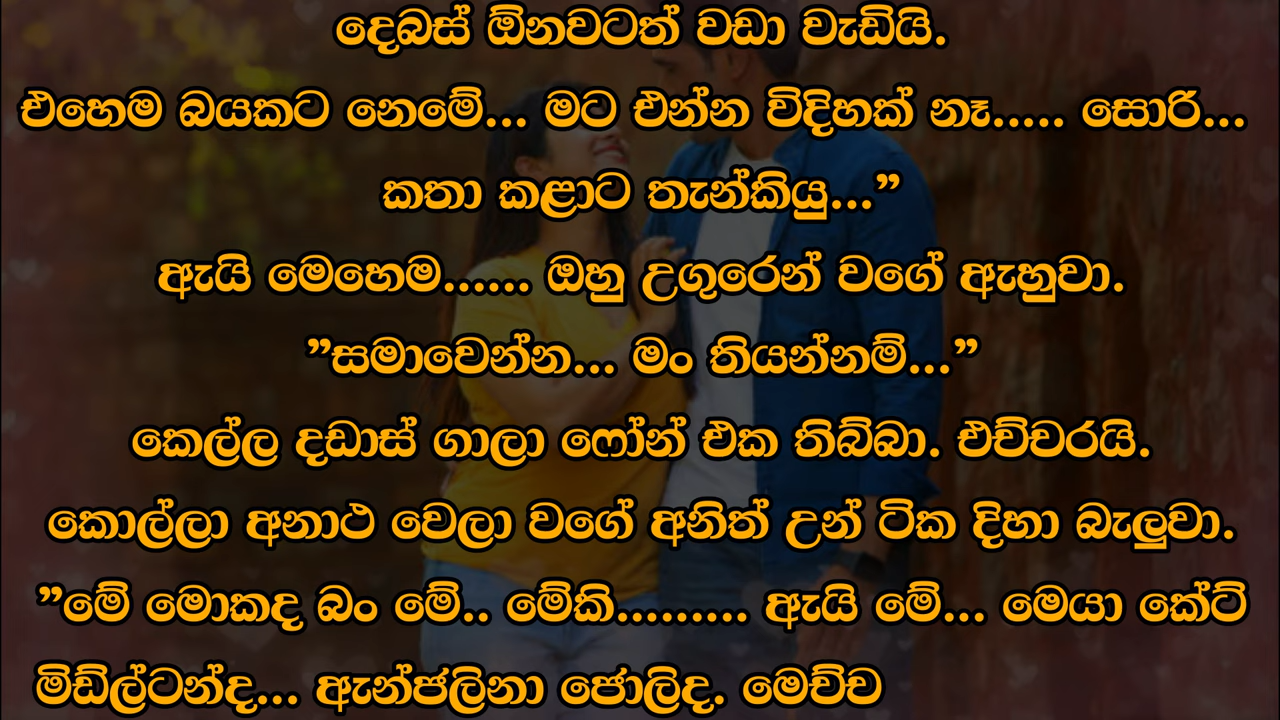 දෙබස් ඕනවටත් වඩා වැඩියි.
එහෙම බයකට නෙමේ... මට එන්න විදිහක් නෑ..... සොරි...
කතා කළාට තැන්කියු...”
ඇයි මෙහෙම...... ඔහු උගුරෙන් වගේ ඇහුවා.
”සමාවෙන්න... මං තියන්නම්...”
කෙල්ල දඩාස් ගාලා ෆෝන් එක තිබ්බා. එච්චරයි.
කොල්ලා අනාථ වෙලා වගේ අනිත් උන් ටික දිහා බැලුවා.
”මේ මොකද බං මේ.. මේකි......... ඇයි මේ... මෙයා කේට්
මිඩ්ල්ටන්ද... ඇන්ජලිනා ජොලිද. මෙච්ච